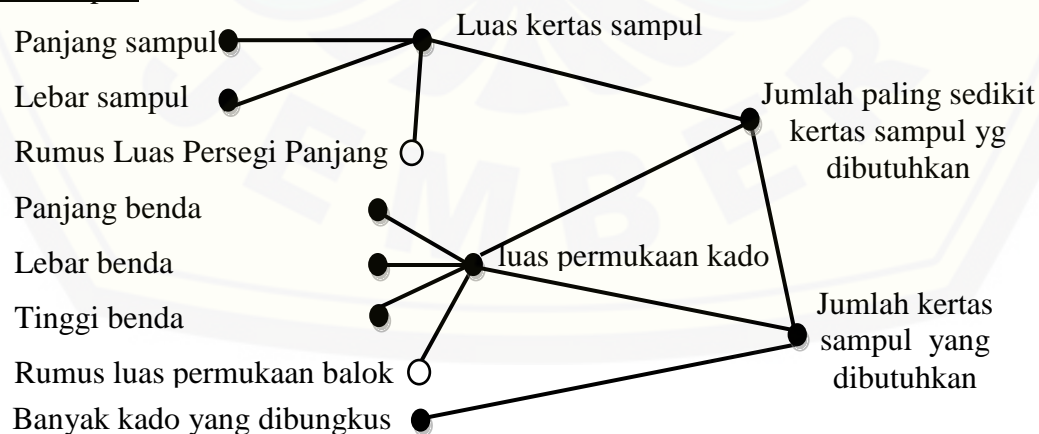 Panjang sampul
Luas kertas sampul
Lebar sampul
Rumus Luas Persegi Panjang
Jumlah paling sedikit
kertas sampul yg
dibutuhkan
Panjang benda
Lebar benda
luas permukaan kado
Tinggi benda
Jumlah kertas
sampul yang
dibutuhkan
Rumus luas permukaan balok
Banyak kado yang dibungkus
JEMBER